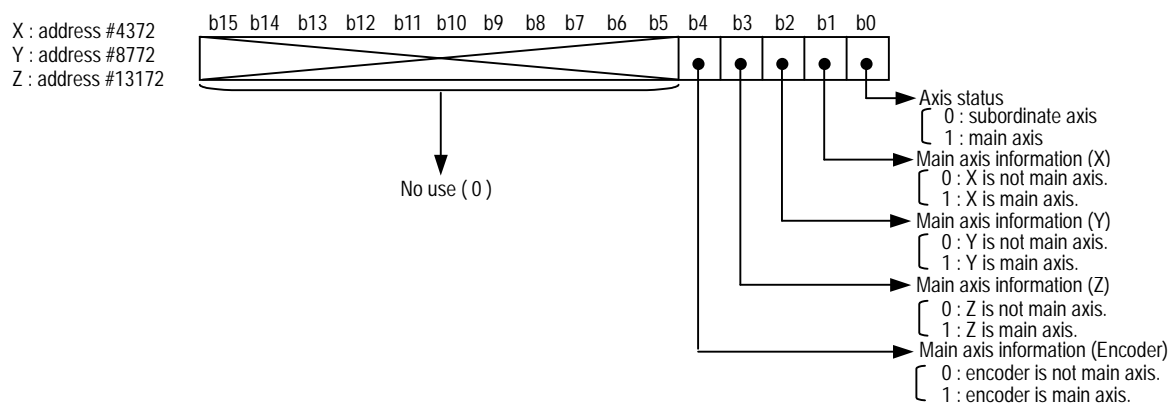 X : address #4372
Y : address #8772
Z : address #13172
b15 b14 b13 b12 b11 b10 b9 b8 b7 b6 b5 b4 b3 b2 b1 b0
No use ( 0 )
Axis status
0 : subordinate axis
1 : main axis
Main axis information (X)
0 : X is not main axis.
1 : X is main axis.
Main axis information (Y)
0 : Y is not main axis.
1 : Y is main axis.
Main axis information (Z)
0 : Z is not main axis.
1 : Z is main axis.
Main axis information (Encoder)
0 : encoder is not main axis.
1 : encoder is main axis.